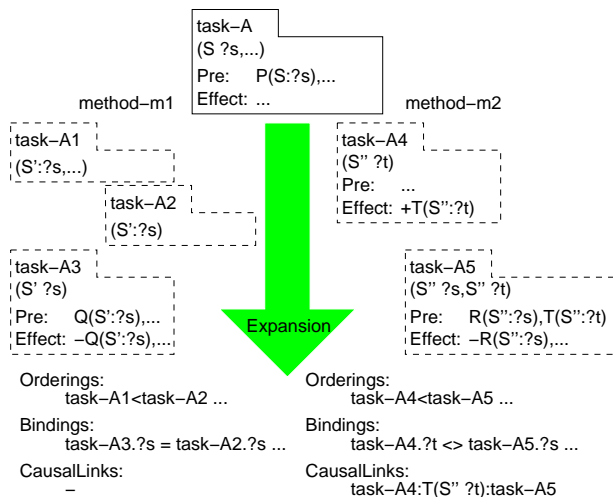 task-A
(S ?s,...)
Pre: P(S:?s),...
Effect: ...
method-m1
method-m2
task-A1
(S':?s,...)
task-A2
(S':?s)
task-A3
(S' ?s)
Pre: Q(S':?s),...
Effect: -Q(S':?s),...
task-A4
(S'' ?t)
Pre: ...
Effect: +T(S'':?t)
task-A5
(S'' ?s,S'' ?t)
Pre: R(S'':?s),T(S'':?t)
Effect: -R(S'':?s),...
Expansion
Orderings:
task-A1<task-A2 ...
Bindings:
task-A3.?s = task-A2.?s ...
CausalLinks:
-
Orderings:
task-A4<task-A5 ...
Bindings:
task-A4.?t <> task-A5.?s ...
CausalLinks:
task-A4:T(S'' ?t):task-A5